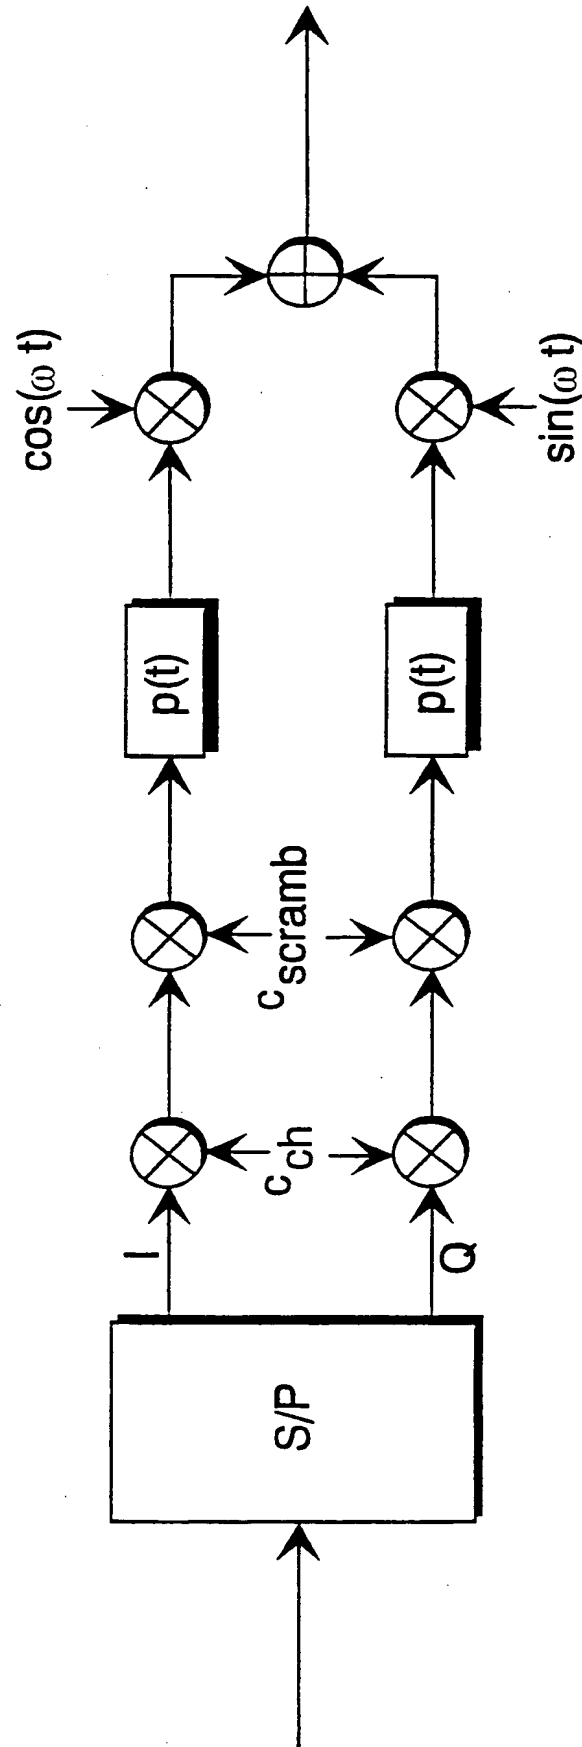 S/P
I
Q
c_ch
c_scramb
p(t)
p(t)
cos(ω t)
sin(ω t)